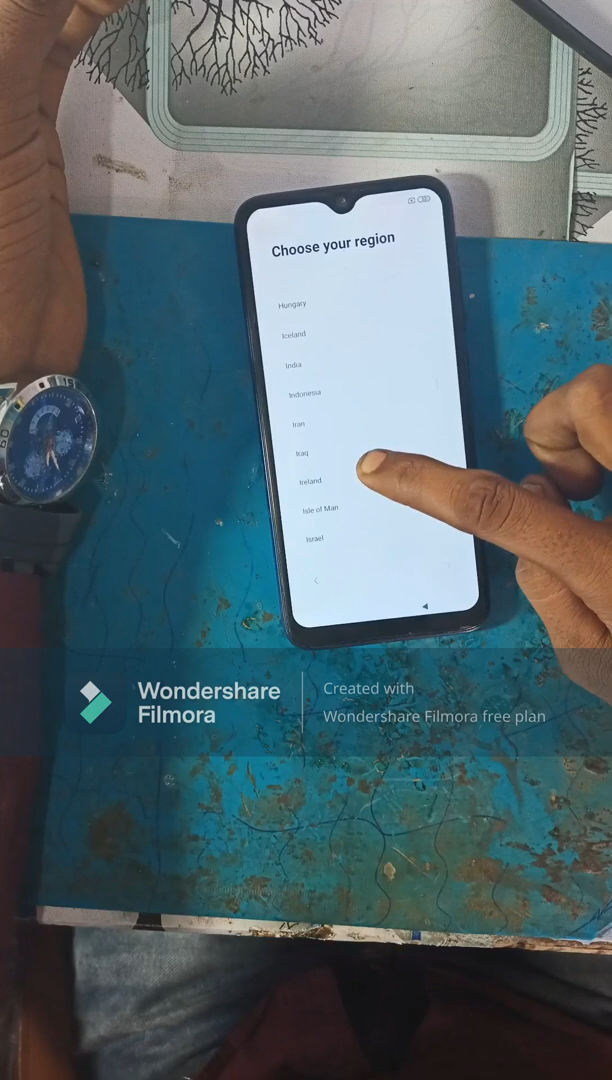 Choose your region
Hungary
Iceland
India
Indonesia
Iran
Iraq
Ireland
Isle of Man
Israel
Wondershare
Filmora
Created with
Wondershare Filmora free plan